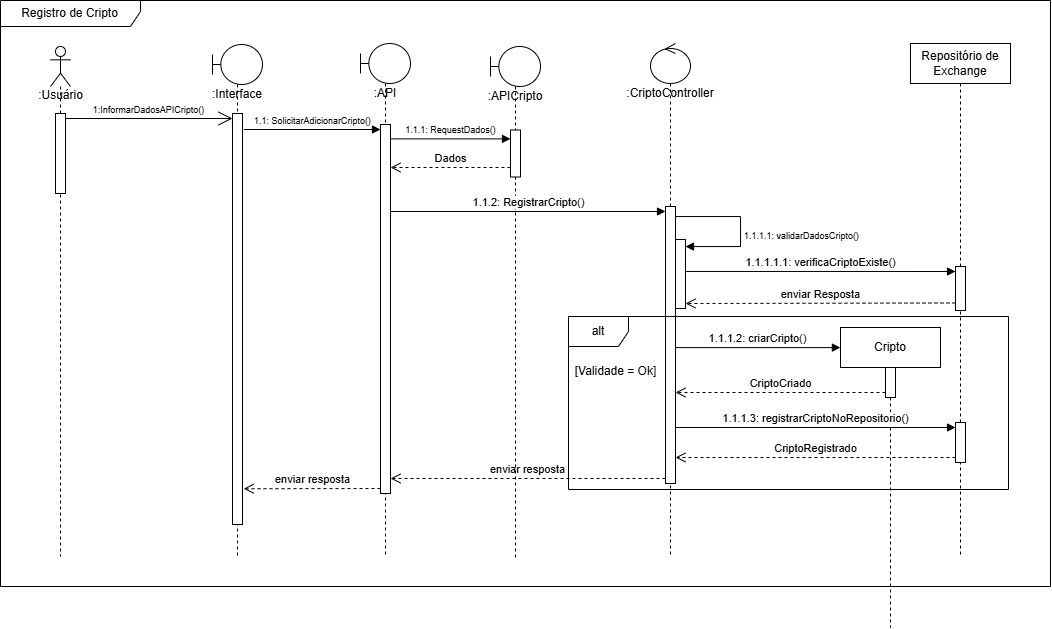 Registro de Cripto
:Usuário
:Interface
:API
:APICripto
:CriptoController
Repositório de
Exchange
1:InformarDadosAPICripto()
1.1: SolicitarAdicionarCripto()
1.1.1: RequestDados()
Dados
1.1.2: RegistrarCripto()
1.1.1.1: validarDadosCripto()
1.1.1.1.1: verificaCriptoExiste()
enviar Resposta
alt
[Validade = Ok]
1.1.1.2: criarCripto()
Cripto
CriptoCriado
1.1.1.3: registrarCriptoNoRepositorio()
CriptoRegistrado
enviar resposta
enviar resposta